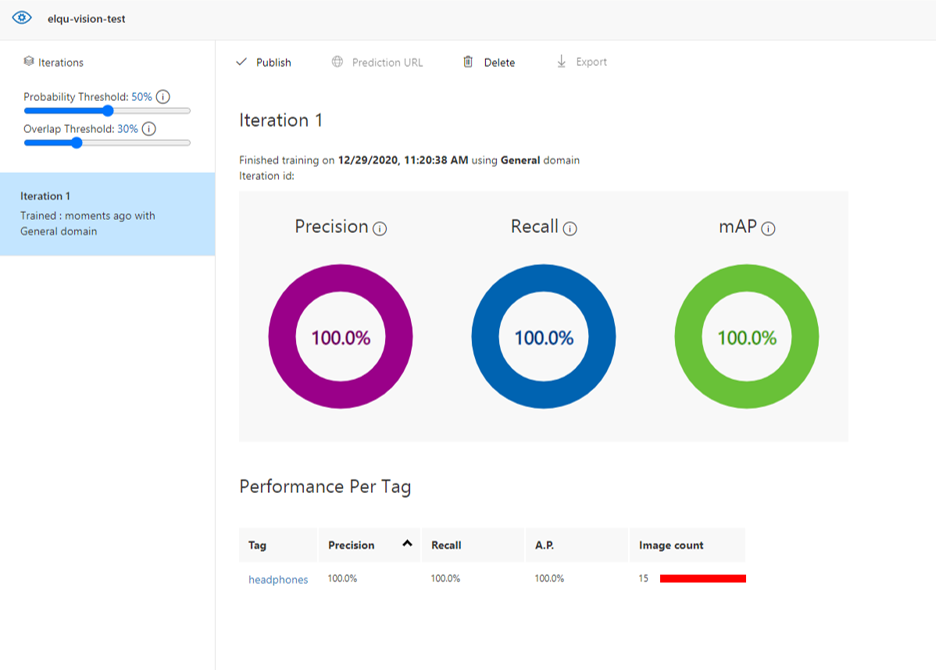 elqu-vision-test
Iterations
Probability Threshold: 50%
Overlap Threshold: 30%
Iteration 1
Trained : moments ago with
General domain
Publish
Prediction URL
Delete
Export
Iteration 1
Finished training on 12/29/2020, 11:20:38 AM using General domain
Iteration id:
Precision
Recall
mAP
100.0%
100.0%
100.0%
Performance Per Tag
Tag Precision Recall A.P. Image count
headphones 100.0% 100.0% 100.0% 15